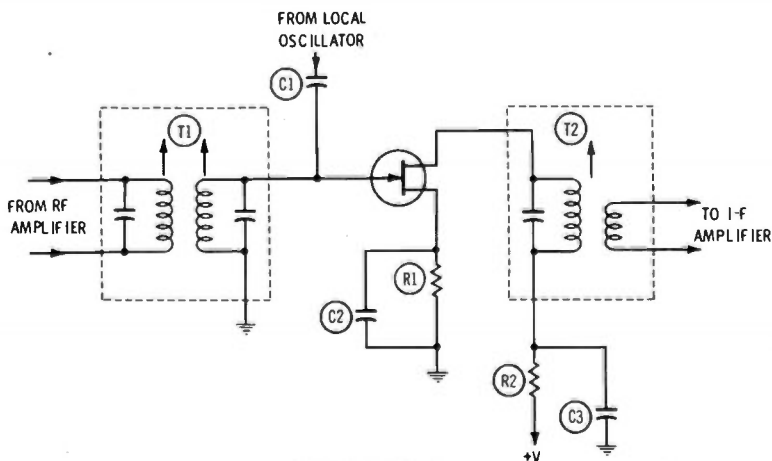 FROM LOCAL
OSCILLATOR
C1
T1
T2
FROM RF
AMPLIFIER
TO I-F
AMPLIFIER
R1
C2
R2
C3
+V